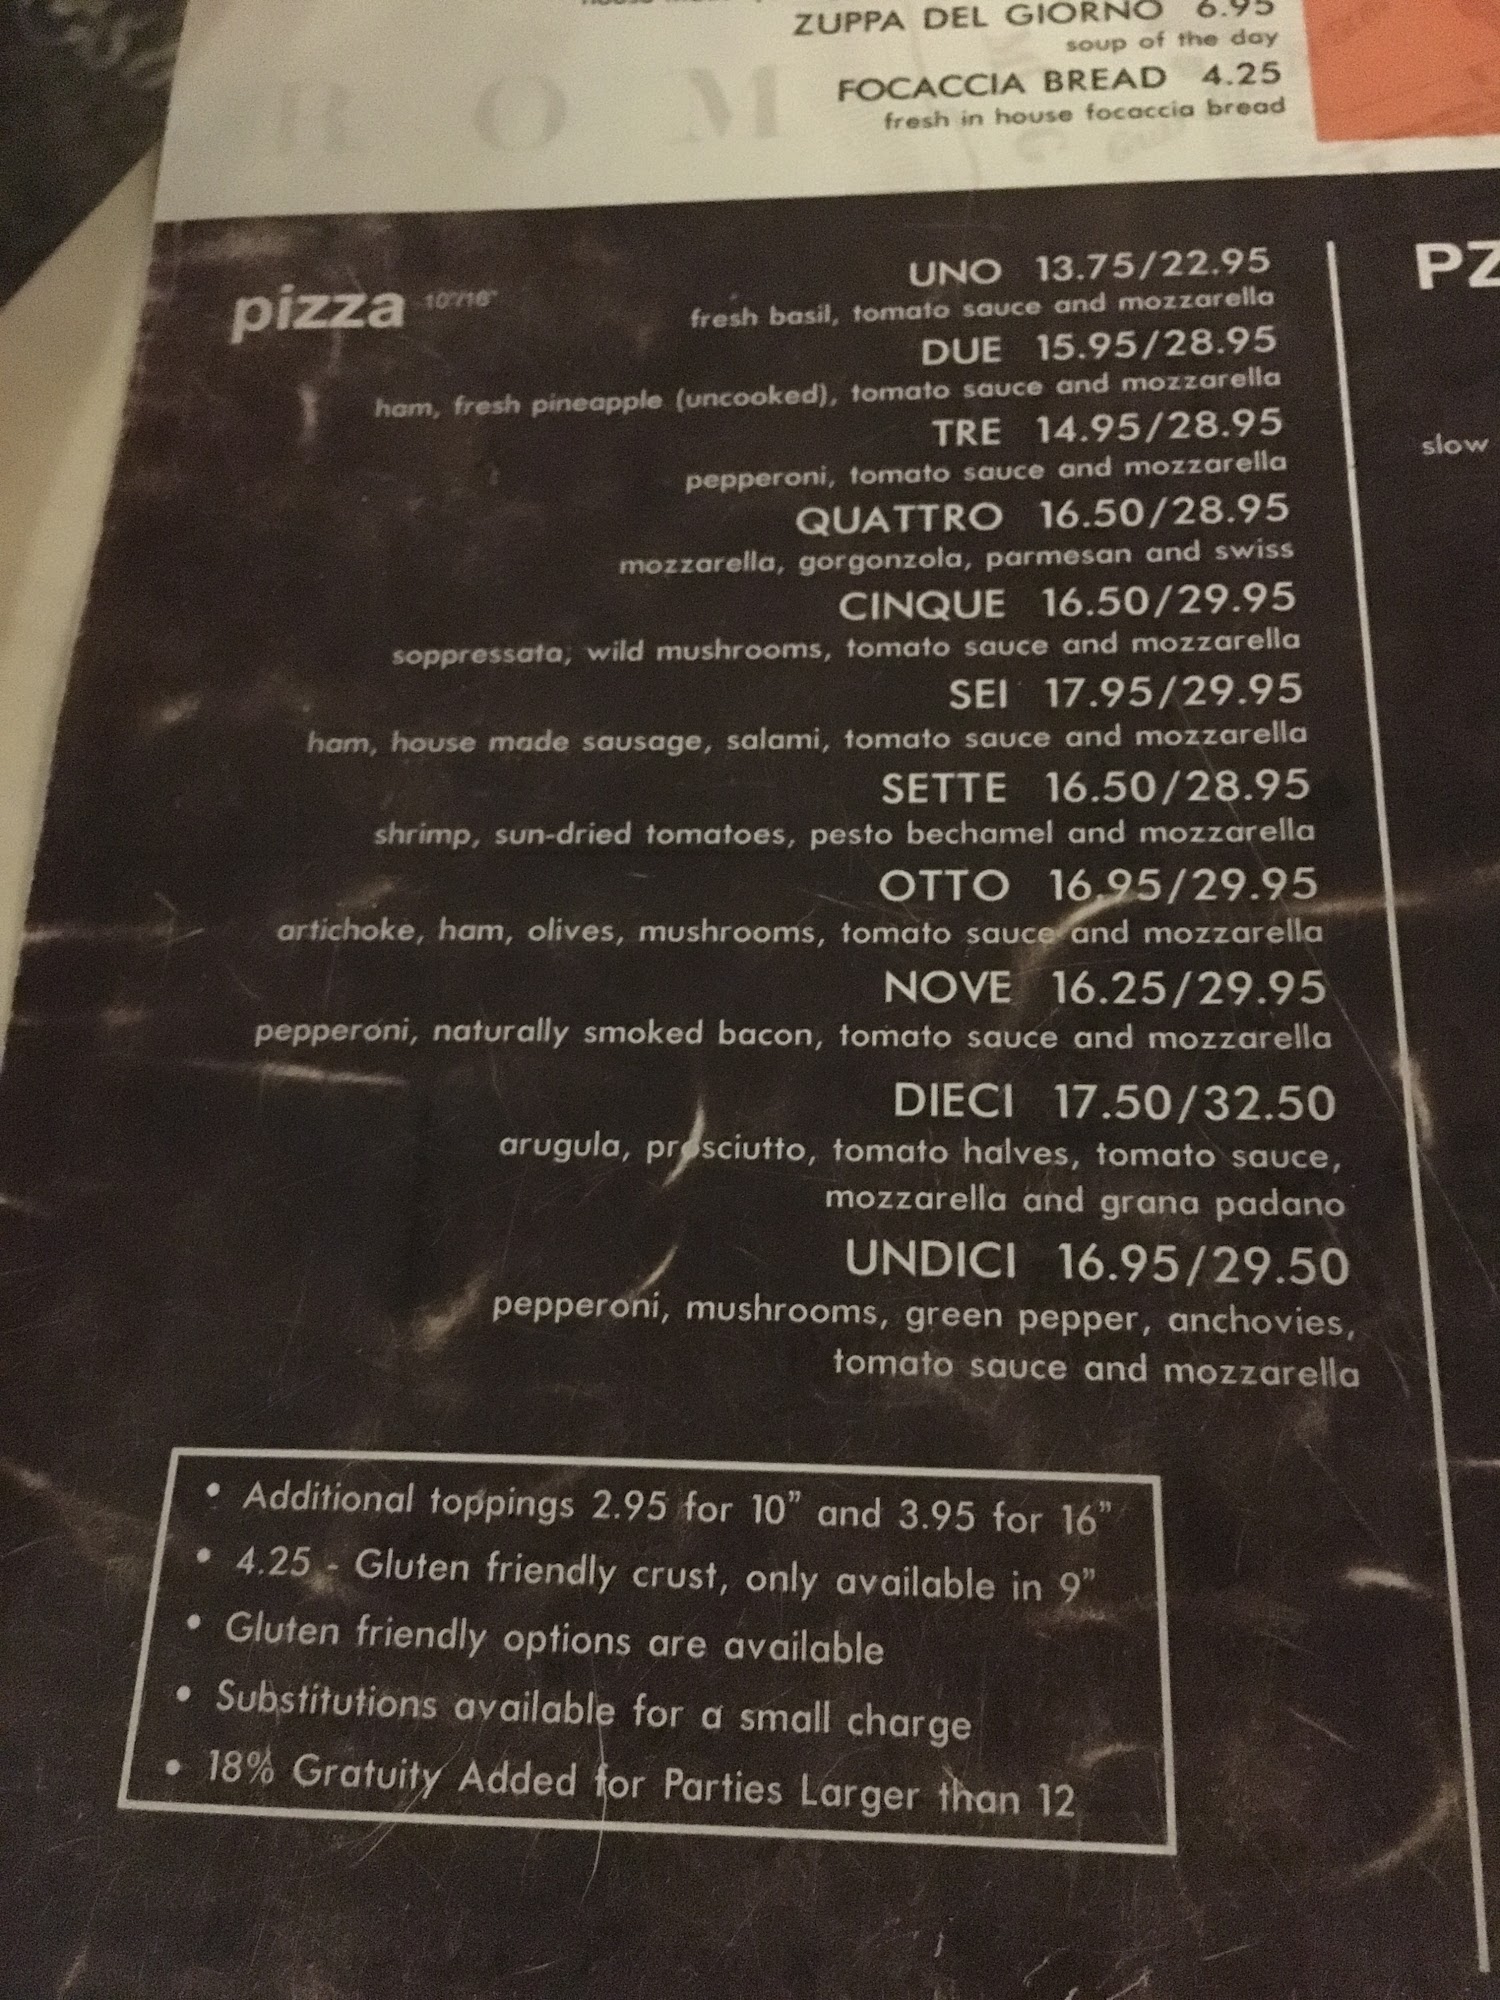 ZUPPA DEL GIORNO 6.95
soup of the day
FOCACCIA BREAD 4.25
fresh in house focaccia bread
R O M
pizza 10"/16"
UNO 13.75/22.95
fresh basil, tomato sauce and mozzarella
DUE 15.95/28.95
ham, fresh pineapple (uncooked), tomato sauce and mozzarella
TRE 14.95/28.95
pepperoni, tomato sauce and mozzarella
QUATTRO 16.50/28.95
mozzarella, gorgonzola, parmesan and swiss
CINQUE 16.50/29.95
soppressata, wild mushrooms, tomato sauce and mozzarella
SEI 17.95/29.95
ham, house made sausage, salami, tomato sauce and mozzarella
SETTE 16.50/28.95
shrimp, sun-dried tomatoes, pesto bechamel and mozzarella
OTTO 16.95/29.95
artichoke, ham, olives, mushrooms, tomato sauce and mozzarella
NOVE 16.25/29.95
pepperoni, naturally smoked bacon, tomato sauce and mozzarella
DIECI 17.50/32.50
arugula, prosciutto, tomato halves, tomato sauce,
mozzarella and grana padano
UNDICI 16.95/29.50
pepperoni, mushrooms, green pepper, anchovies,
tomato sauce and mozzarella
• Additional toppings 2.95 for 10” and 3.95 for 16”
• 4.25 - Gluten friendly crust, only available in 9”
• Gluten friendly options are available
• Substitutions available for a small charge
• 18% Gratuity Added for Parties Larger than 12
PZ
slow